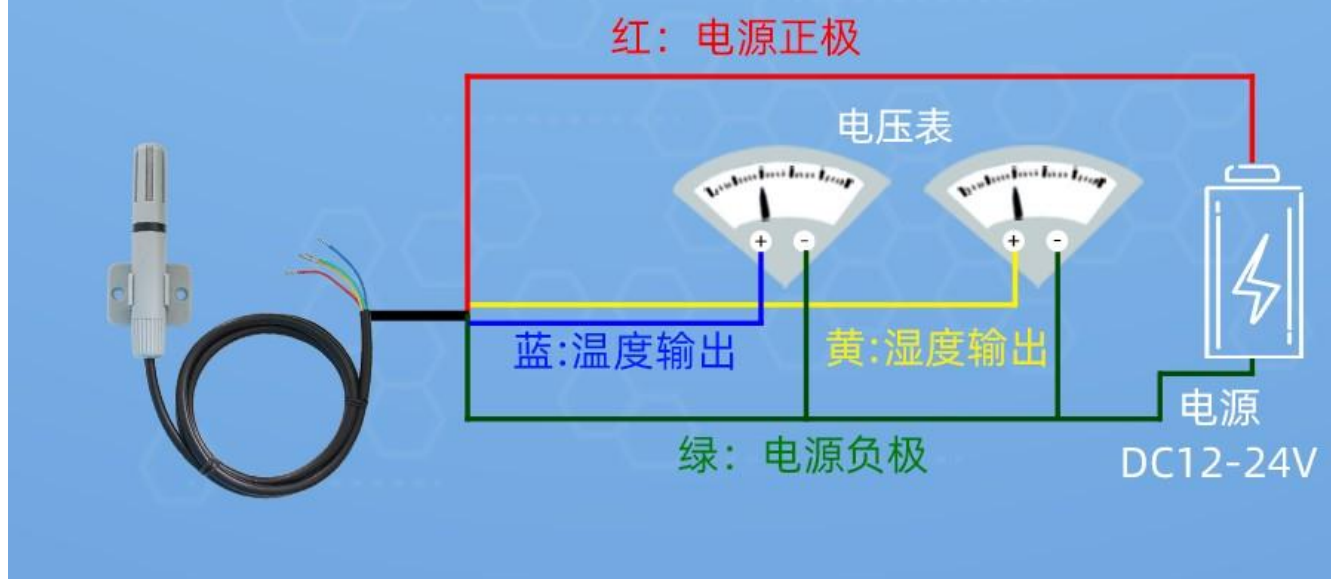 红：电源正极
电压表
+ - + -
蓝:温度输出
黄:湿度输出
电源
绿：电源负极
DC12-24V